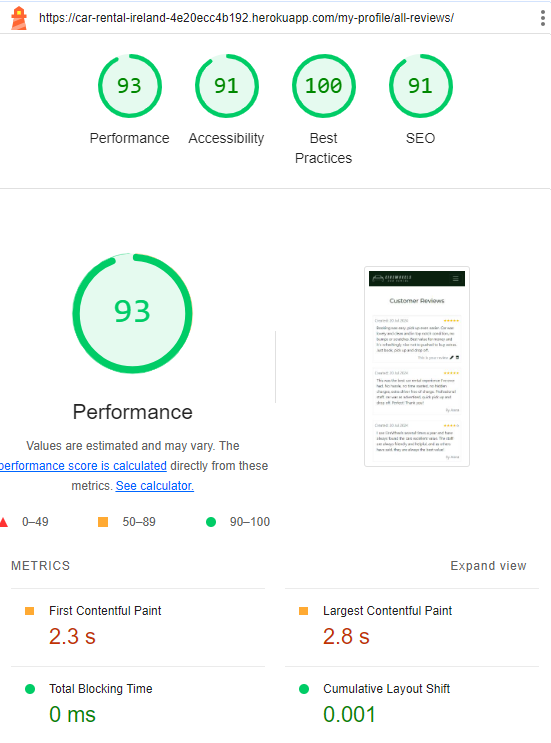 https://car-rental-ireland-4e20ecc4b192.herokuapp.com/my-profile/all-reviews/
93
91
100
91
Performance
Accessibility
Best
Practices
SEO
93
Performance
Values are estimated and may vary. The
performance score is calculated directly from these
metrics. See calculator.
0–49
50–89
90–100
Customer Reviews
METRICS
Expand view
First Contentful Paint
2.3 s
Largest Contentful Paint
2.8 s
Total Blocking Time
0 ms
Cumulative Layout Shift
0.001